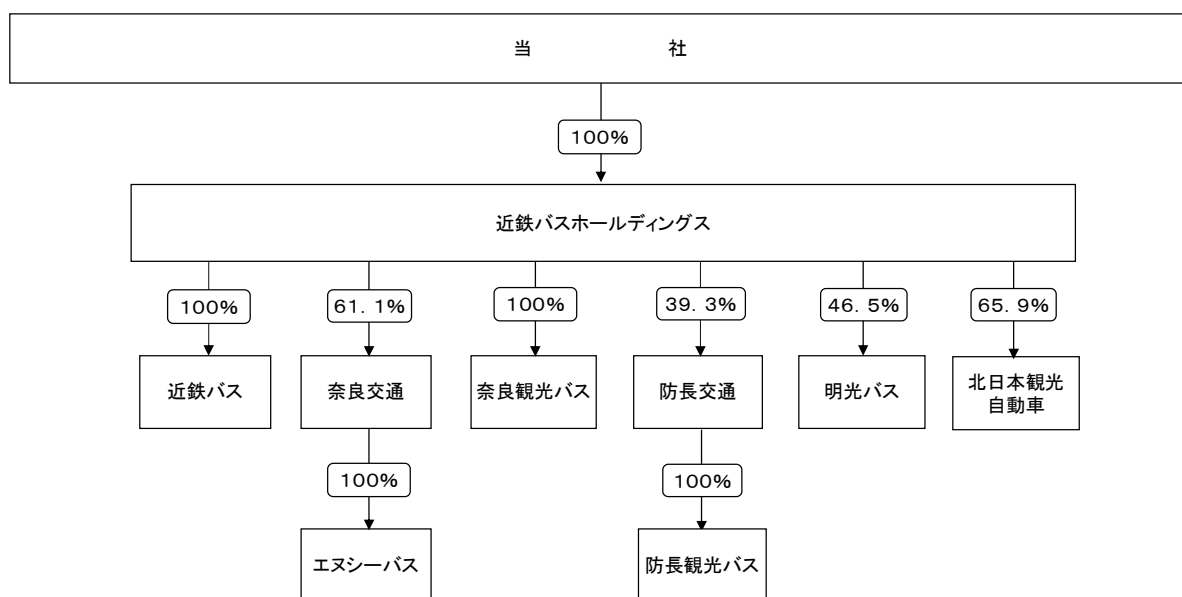 当 社
100%
近鉄バスホールディングス
100%
61.1%
100%
39.3%
46.5%
65.9%
近鉄バス
奈良交通
奈良観光バス
防長交通
明光バス
北日本観光
自動車
100%
100%
エヌシーバス
防長観光バス